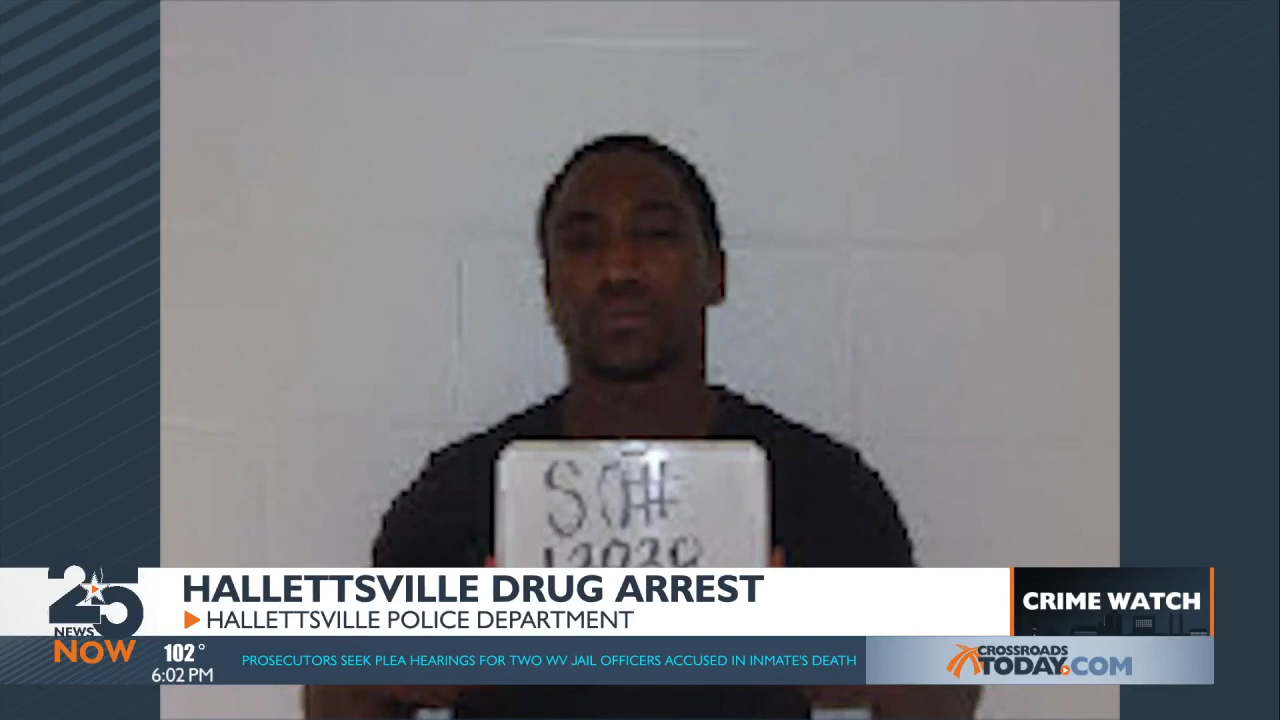 SO#
HALLETTSVILLE DRUG ARREST
HALLETTSVILLE POLICE DEPARTMENT
CRIME WATCH
25
NEWS
NOW
102°
6:02 PM
PROSECUTORS SEEK PLEA HEARINGS FOR TWO WV JAIL OFFICERS ACCUSED IN INMATE'S DEATH
CROSSROADS
TODAY.COM